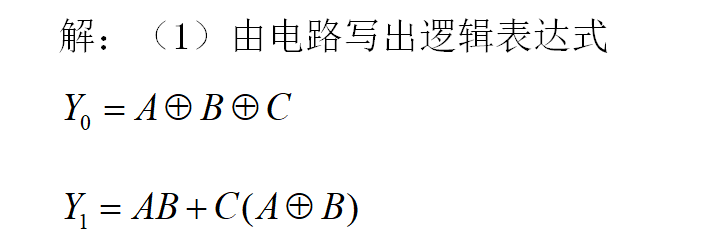 解：（1）由电路写出逻辑表达式
Y₀ = A⊕B⊕C
Y₁ = AB + C(A⊕B)